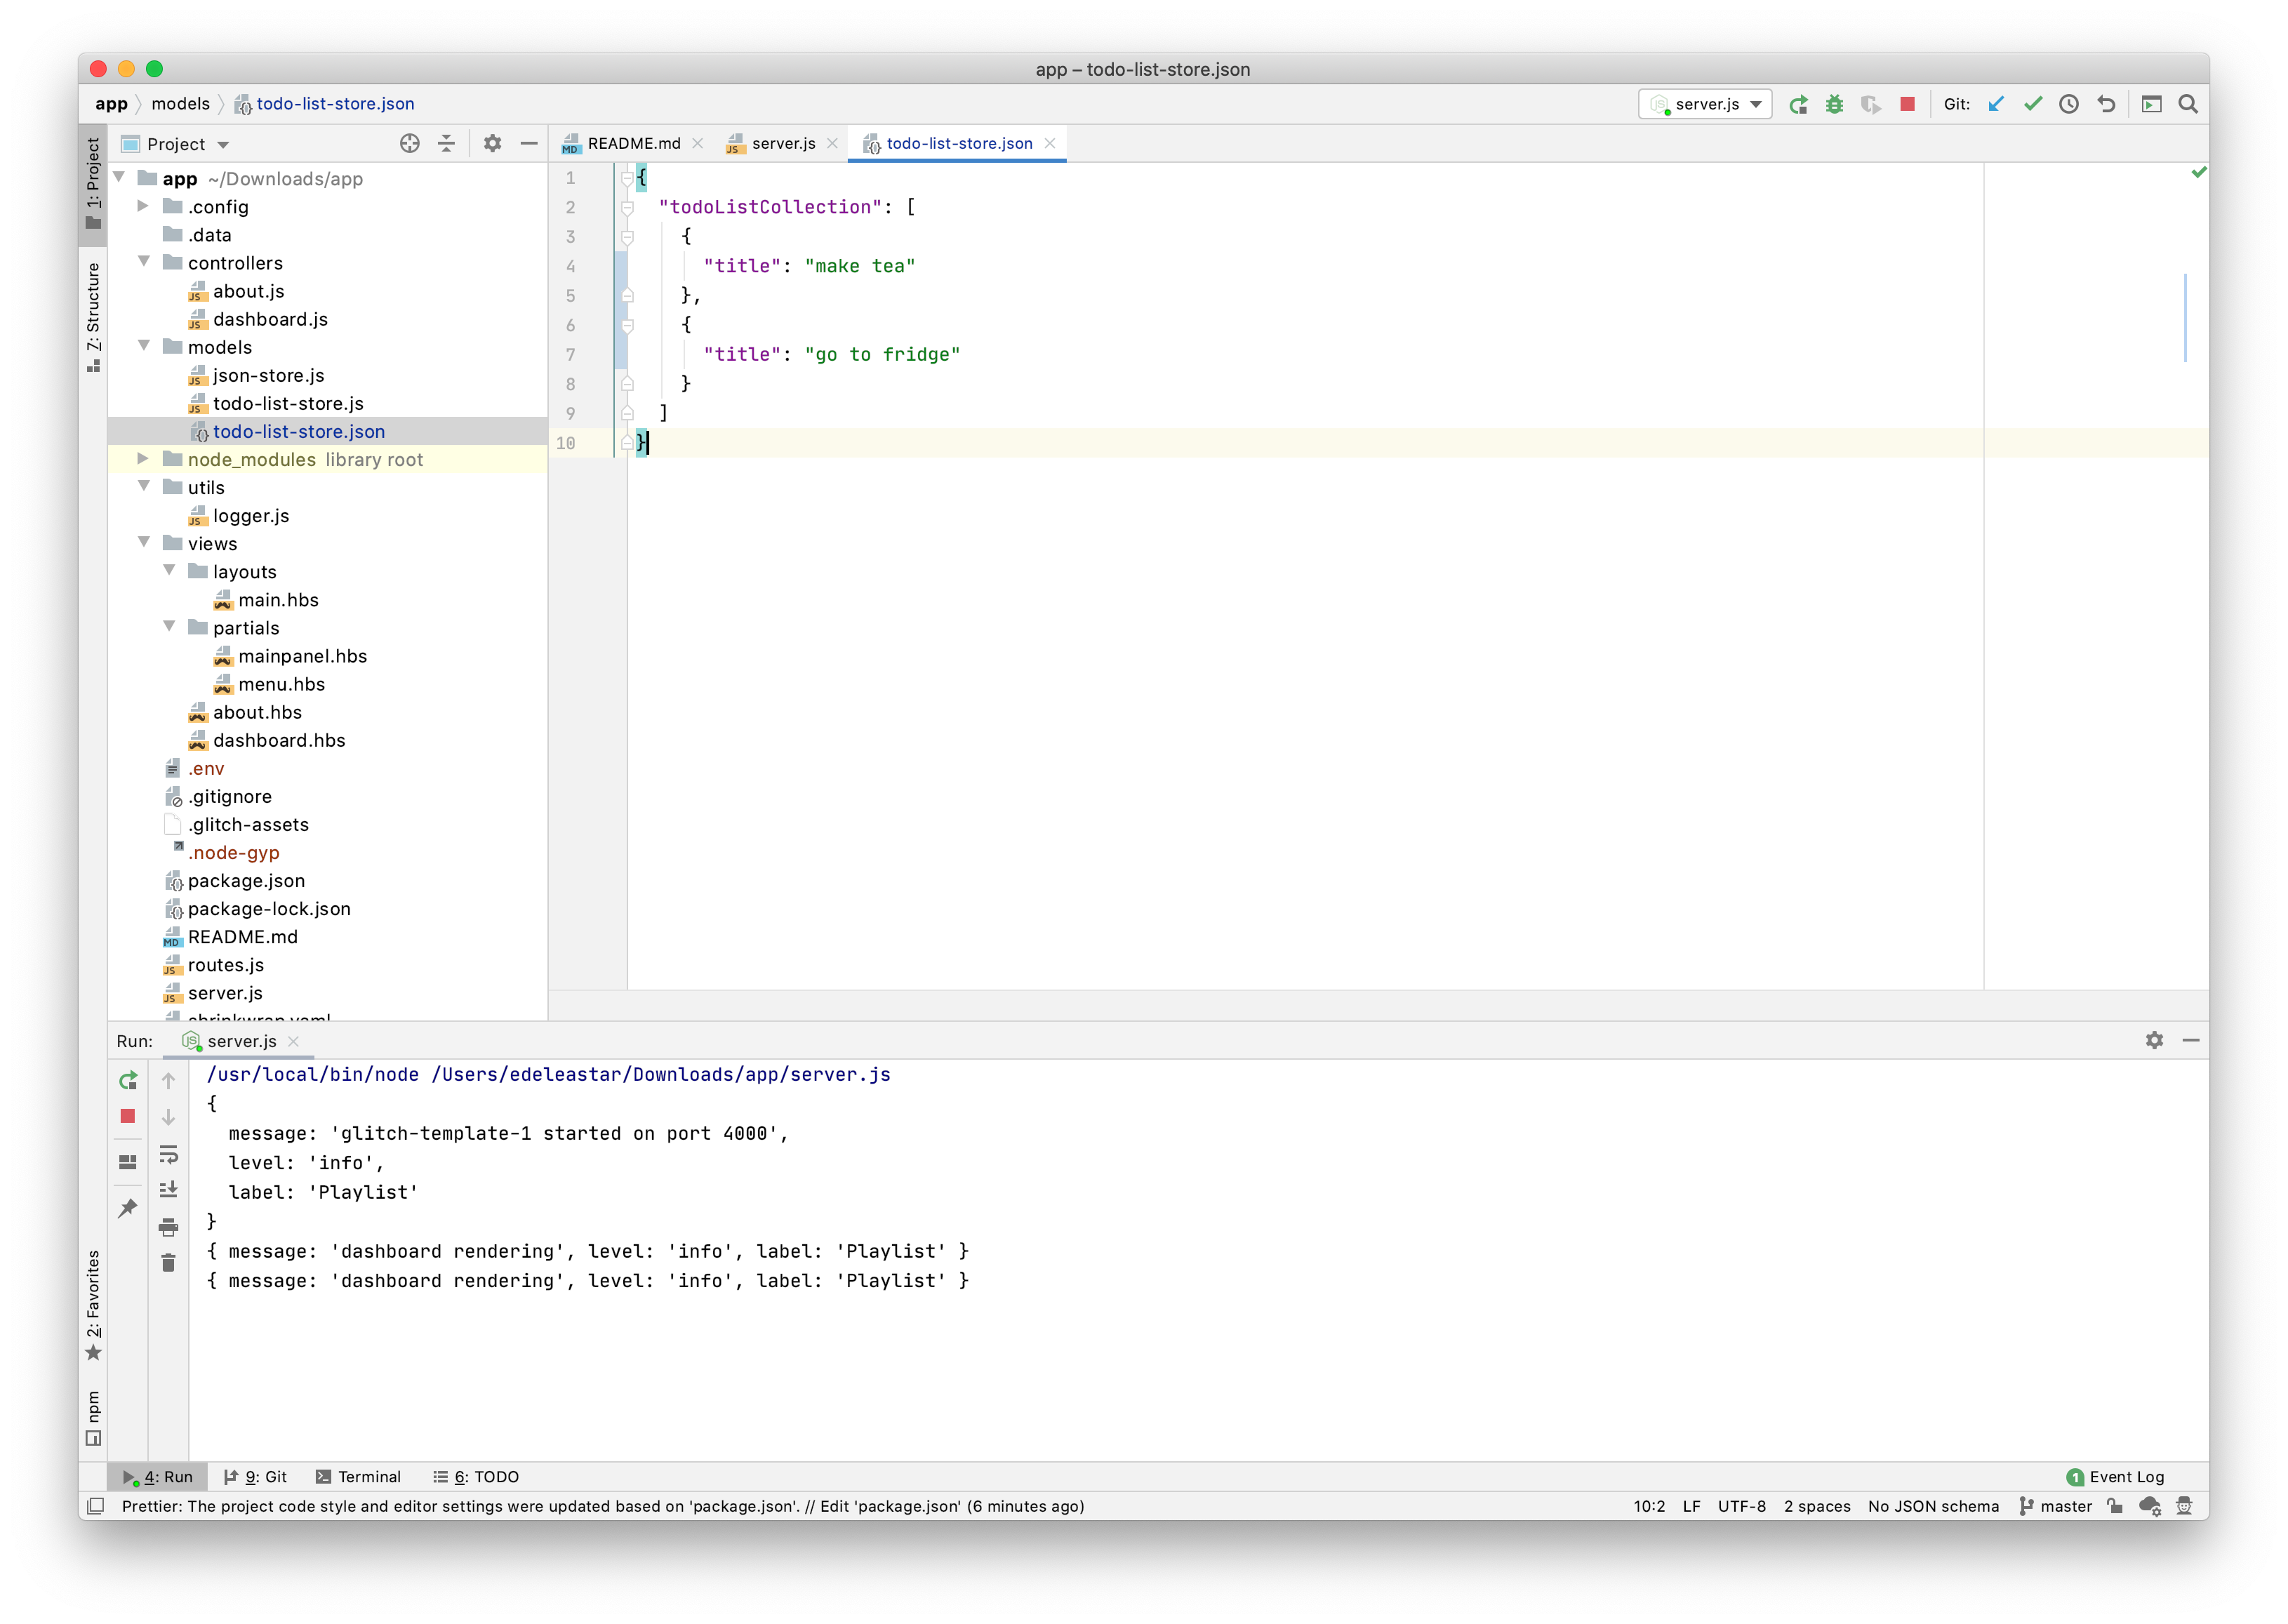 app – todo-list-store.json
app models todo-list-store.json
server.js Git:
1: Project
7: Structure
2: Favorites
npm
Project
app ~/Downloads/app
.config
.data
controllers
about.js
dashboard.js
models
json-store.js
todo-list-store.js
todo-list-store.json
node_modules library root
utils
logger.js
views
layouts
main.hbs
partials
mainpanel.hbs
menu.hbs
about.hbs
dashboard.hbs
.env
.gitignore
.glitch-assets
.node-gyp
package.json
package-lock.json
README.md
routes.js
server.js
shrinkwrap.yaml
README.md server.js todo-list-store.json
1 {
2 "todoListCollection": [
3 {
4 "title": "make tea"
5 },
6 {
7 "title": "go to fridge"
8 }
9 ]
10 }
Run: server.js
/usr/local/bin/node /Users/edeleastar/Downloads/app/server.js
{
message: 'glitch-template-1 started on port 4000',
level: 'info',
label: 'Playlist'
}
{ message: 'dashboard rendering', level: 'info', label: 'Playlist' }
{ message: 'dashboard rendering', level: 'info', label: 'Playlist' }
4: Run 9: Git Terminal 6: TODO 1 Event Log
Prettier: The project code style and editor settings were updated based on 'package.json'. // Edit 'package.json' (6 minutes ago) 10:2 LF UTF-8 2 spaces No JSON schema master